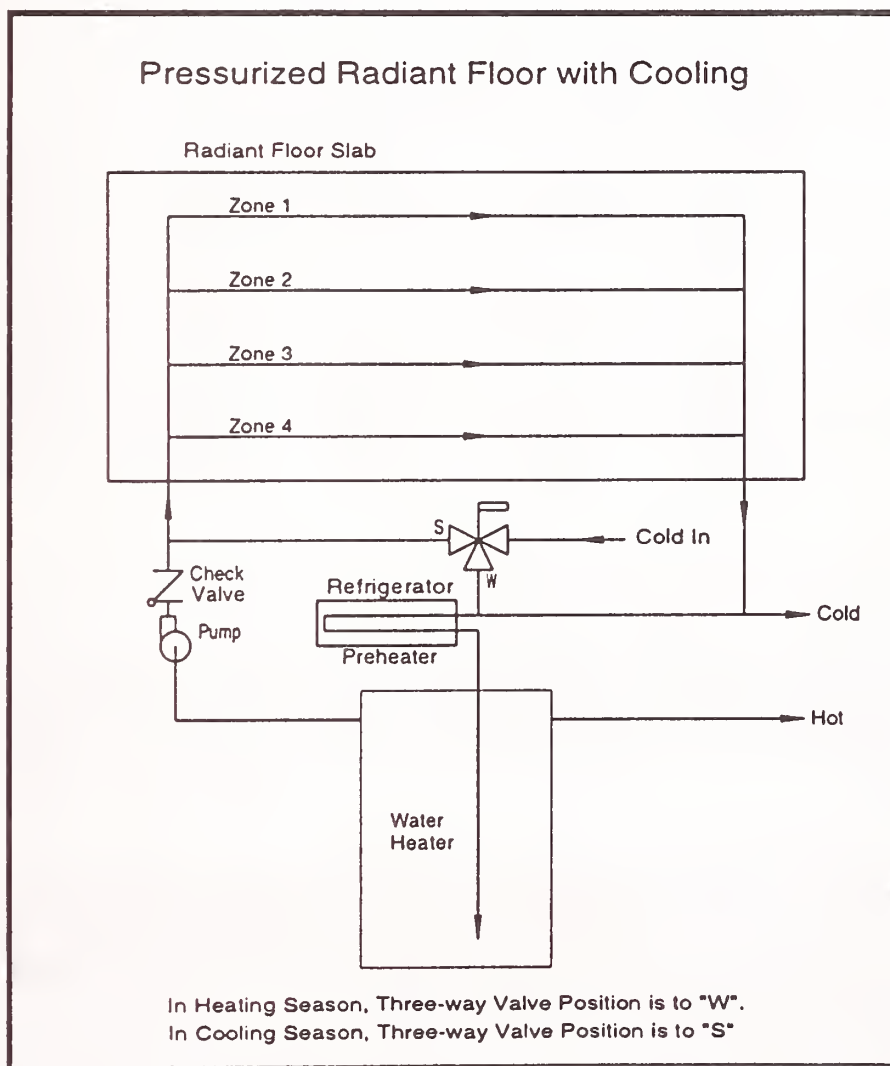 Pressurized Radiant Floor with Cooling
Radiant Floor Slab
Zone 1
Zone 2
Zone 3
Zone 4
S
Cold In
W
Check
Valve
Refrigerator
Cold
Pump
Preheater
Hot
Water
Heater
In Heating Season, Three-way Valve Position is to "W".
In Cooling Season, Three-way Valve Position is to "S"